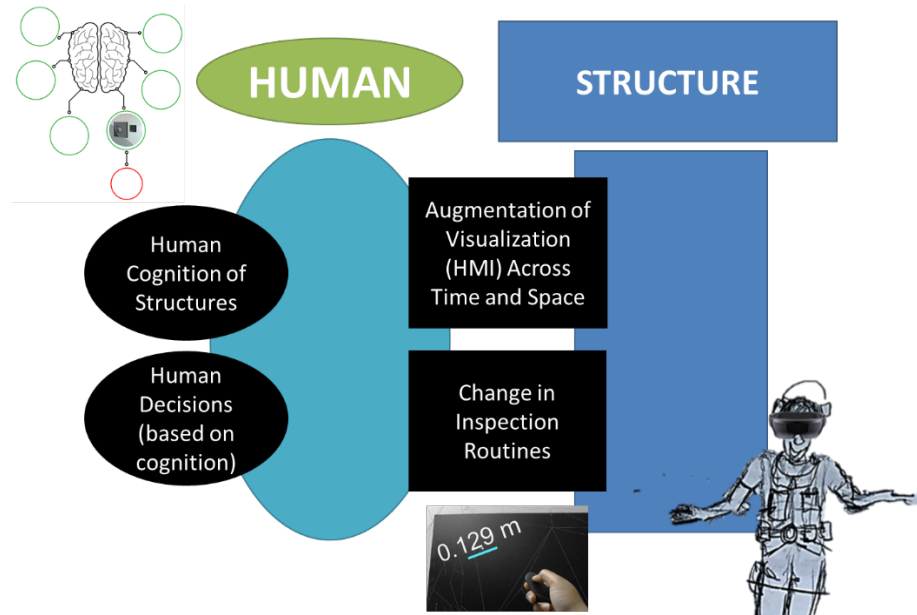 HUMAN
STRUCTURE
Human
Cognition of
Structures
Augmentation of
Visualization
(HMI) Across
Time and Space
Human
Decisions
(based on
cognition)
Change in
Inspection
Routines
0.129 m